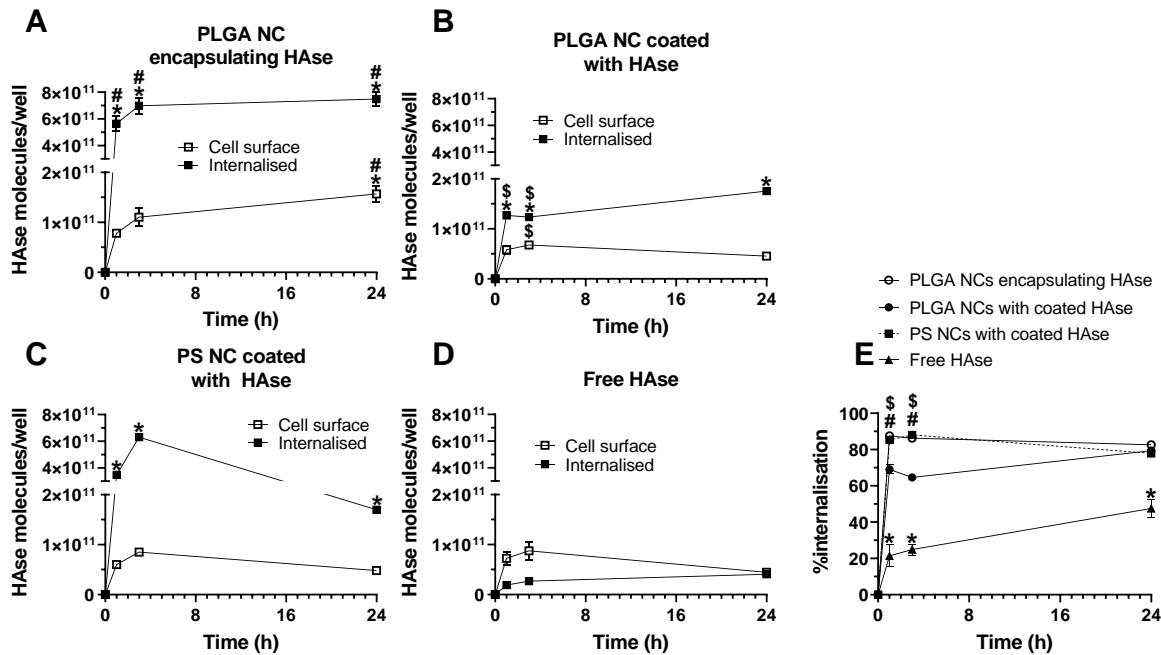 A
PLGA NC
encapsulating HAse
HAse molecules/well
8×10¹¹
6×10¹¹
4×10¹¹
2×10¹¹
1×10¹¹
0
# # #
* * *
#
*
Cell surface
Internalised
0 8 16 24
Time (h)
B
PLGA NC coated
with HAse
HAse molecules/well
8×10¹¹
6×10¹¹
4×10¹¹
2×10¹¹
1×10¹¹
0
Cell surface
Internalised
$ $
* * *
$
0 8 16 24
Time (h)
C
PS NC coated
with HAse
HAse molecules/well
8×10¹¹
6×10¹¹
4×10¹¹
2×10¹¹
1×10¹¹
0
Cell surface
Internalised
* * *
0 8 16 24
Time (h)
D
Free HAse
HAse molecules/well
8×10¹¹
6×10¹¹
4×10¹¹
2×10¹¹
1×10¹¹
0
Cell surface
Internalised
0 8 16 24
Time (h)
PLGA NCs encapsulating HAse
PLGA NCs with coated HAse
PS NCs with coated HAse
Free HAse
E
%internalisation
100
80
60
40
20
0
$ $
# #
* * *
0 8 16 24
Time (h)